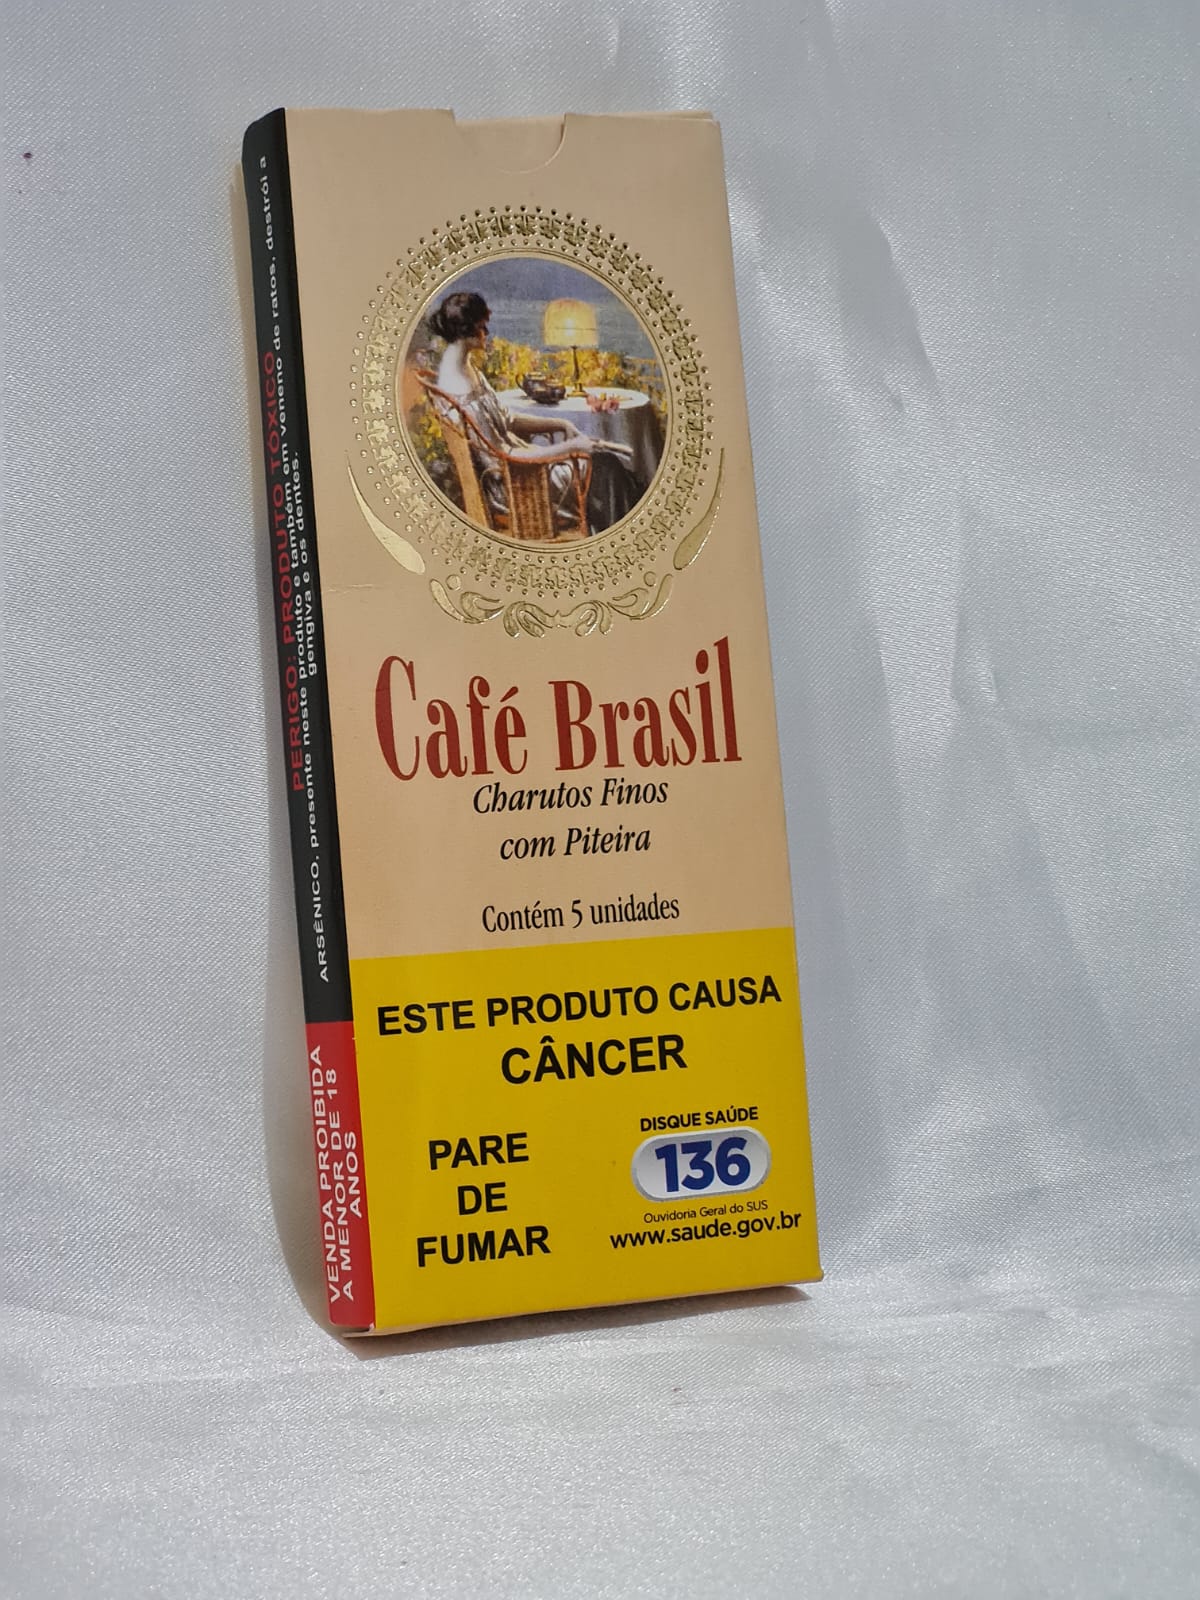 Café Brasil
Charutos Finos
com Piteira
Contém 5 unidades
ESTE PRODUTO CAUSA
CÂNCER
PARE
DE
FUMAR
DISQUE SAÚDE
136
Ouvidoria Geral do SUS
www.saude.gov.br
PERIGO: PRODUTO TÓXICO
ARSÊNICO, presente neste produto e também em veneno de ratos, destrói a
gengiva e os dentes.
VENDA PROIBIDA
A MENOR DE 18
ANOS